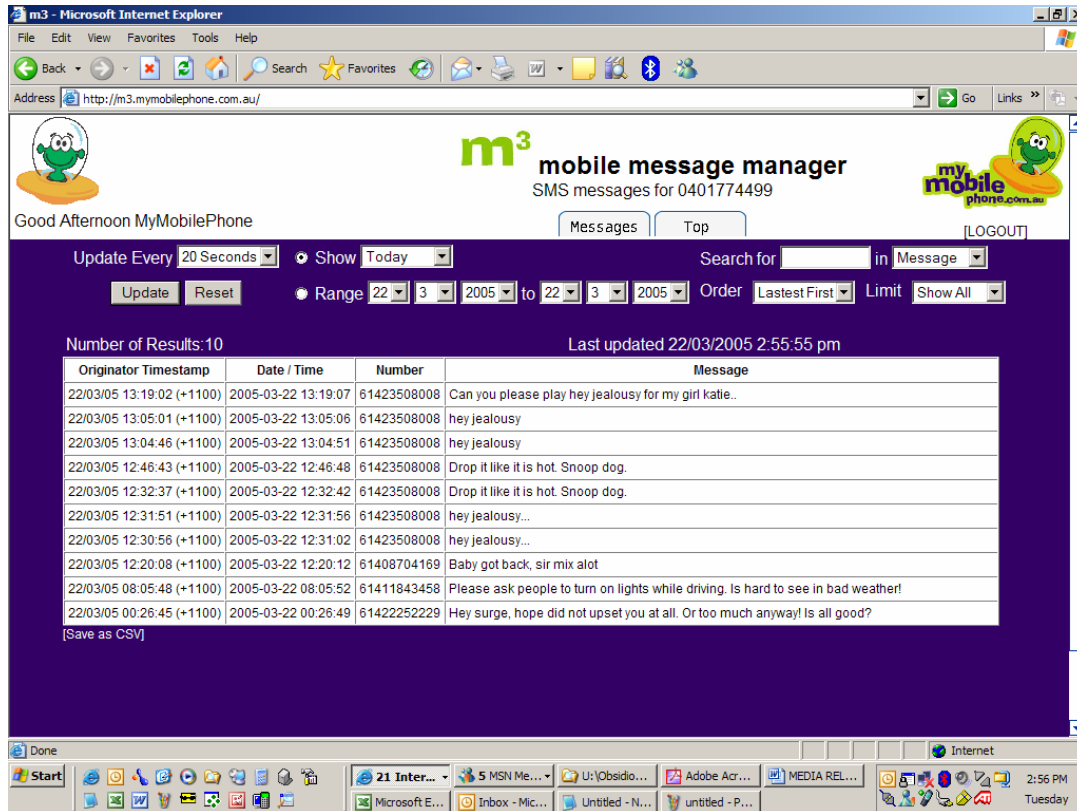 m3 - Microsoft Internet Explorer
File Edit View Favorites Tools Help
Back Search Favorites
Address http://m3.mymobilephone.com.au/ Go Links »
m3 mobile message manager
SMS messages for 0401774499
my mobile phone.com.au
Good Afternoon MyMobilePhone
Messages Top
[LOGOUT]
Update Every 20 Seconds Show Today Search for in Message
Update Reset Range 22 3 2005 to 22 3 2005 Order Lastest First Limit Show All
Number of Results:10 Last updated 22/03/2005 2:55:55 pm
Originator Timestamp Date / Time Number Message
22/03/05 13:19:02 (+1100) 2005-03-22 13:19:07 61423508008 Can you please play hey jealousy for my girl katie..
22/03/05 13:05:01 (+1100) 2005-03-22 13:05:06 61423508008 hey jealousy
22/03/05 13:04:46 (+1100) 2005-03-22 13:04:51 61423508008 hey jealousy
22/03/05 12:46:43 (+1100) 2005-03-22 12:46:48 61423508008 Drop it like it is hot. Snoop dog.
22/03/05 12:32:37 (+1100) 2005-03-22 12:32:42 61423508008 Drop it like it is hot. Snoop dog.
22/03/05 12:31:51 (+1100) 2005-03-22 12:31:56 61423508008 hey jealousy...
22/03/05 12:30:56 (+1100) 2005-03-22 12:31:02 61423508008 hey jealousy...
22/03/05 12:20:08 (+1100) 2005-03-22 12:20:12 61408704169 Baby got back, sir mix alot
22/03/05 08:05:48 (+1100) 2005-03-22 08:05:52 61411843458 Please ask people to turn on lights while driving. Is hard to see in bad weather!
22/03/05 00:26:45 (+1100) 2005-03-22 00:26:49 61422252229 Hey surge, hope did not upset you at all. Or too much anyway! Is all good?
[Save as CSV]
Done Internet
Start 21 Inter... 5 MSN Me... U:\Obsidio... Adobe Acr... MEDIA REL... 2:56 PM
Microsoft E... Inbox - Mic... Untitled - N... untitled - P... Tuesday